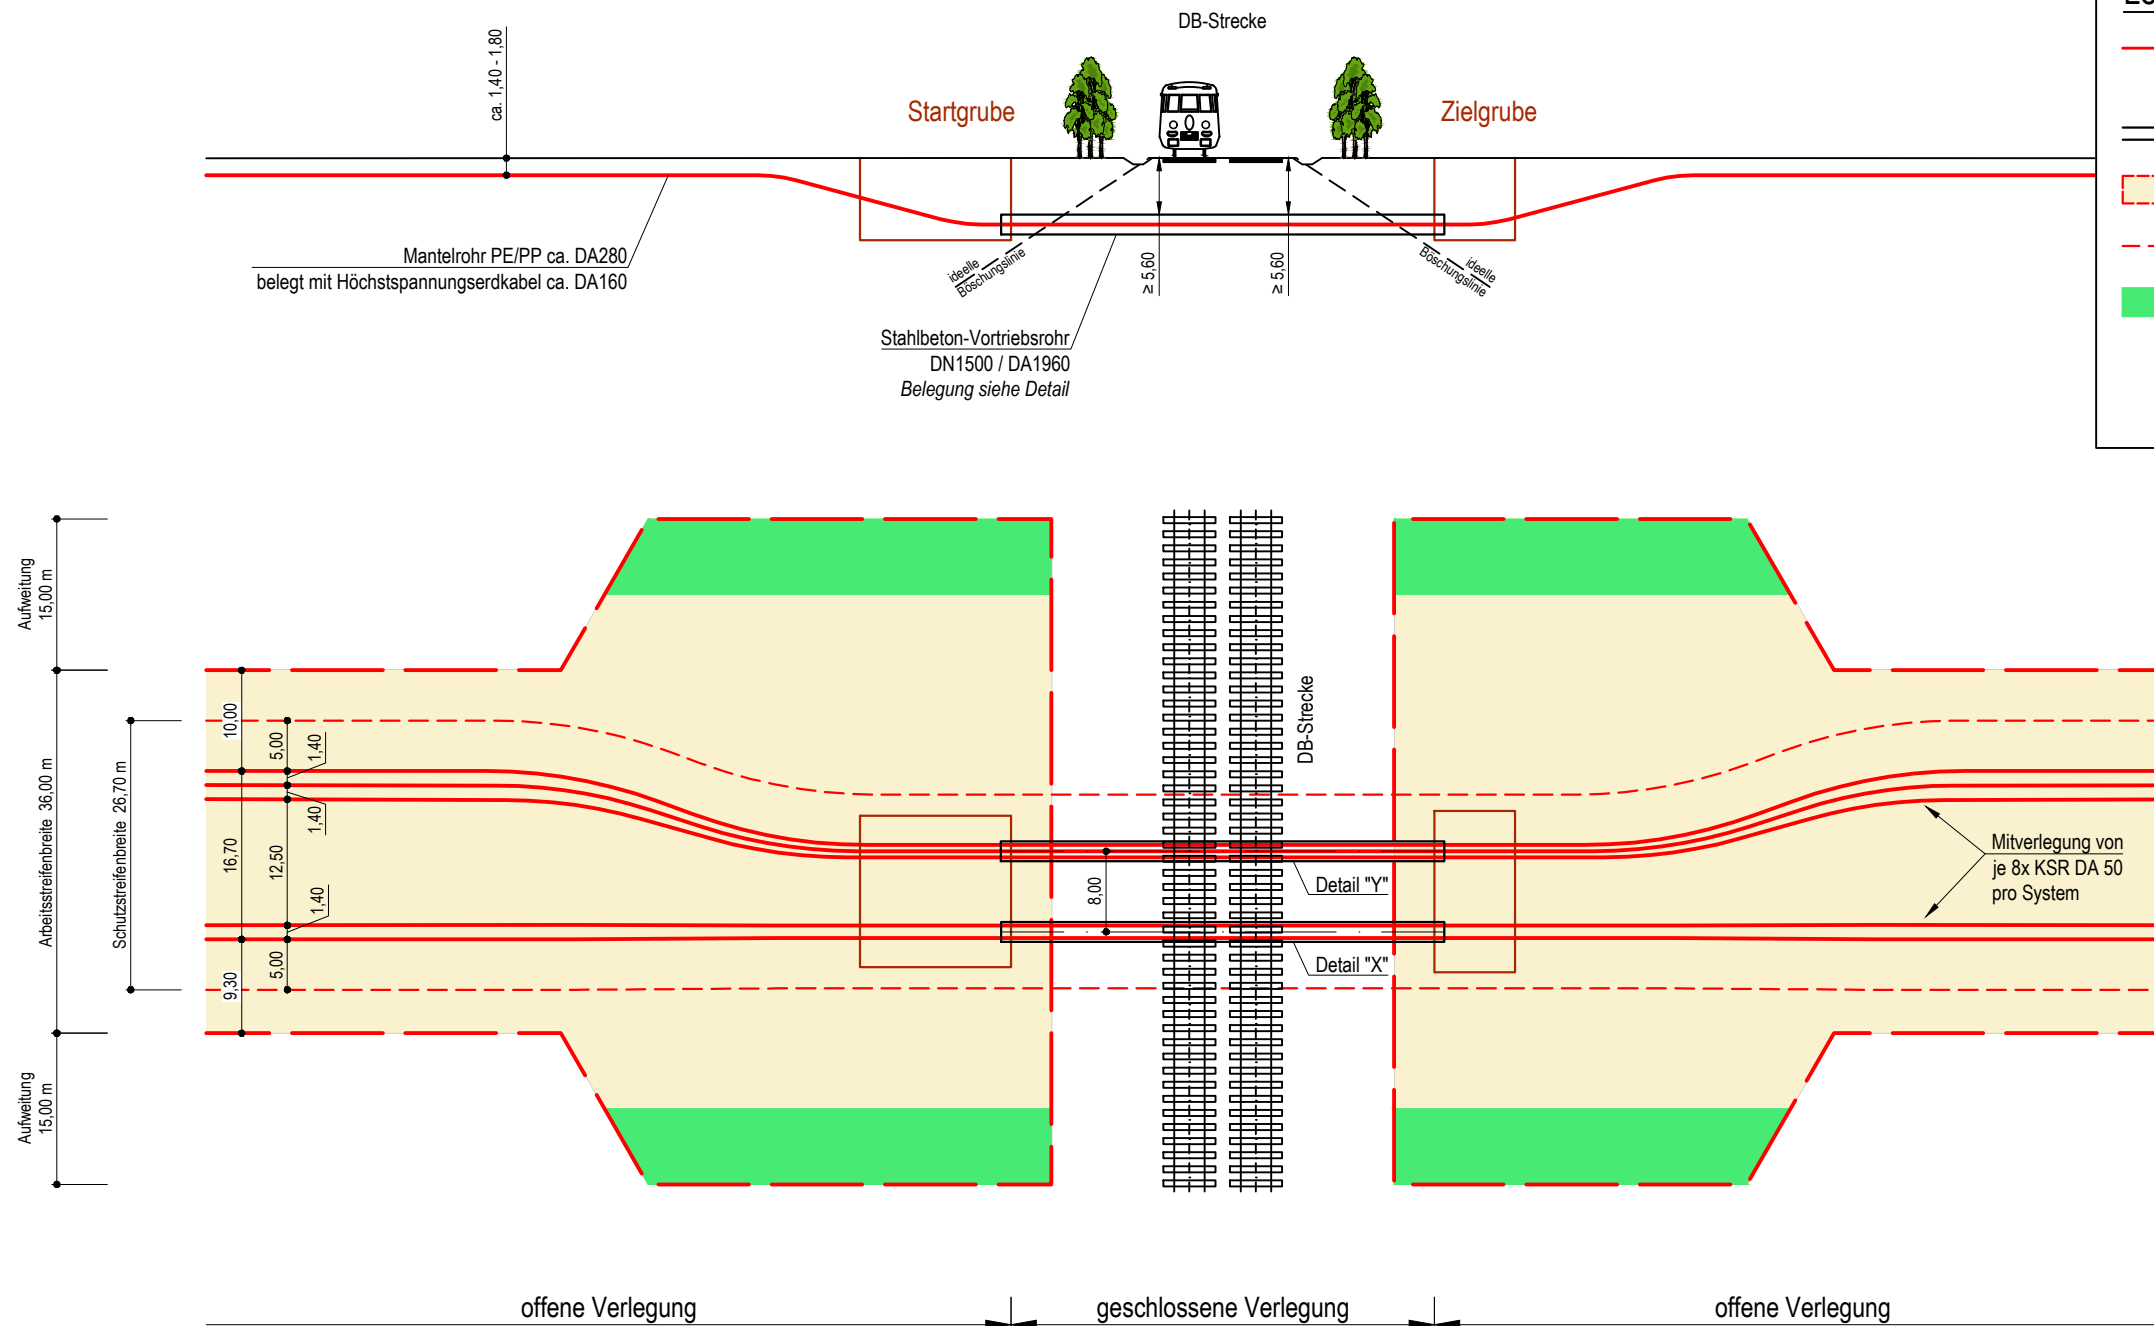 DB-Strecke
ca. 1,40 - 1,80
Startgrube
Zielgrube
Mantelrohr PE/PP ca. DA280
belegt mit Höchstspannungserdkabel ca. DA160
ideelle
Böschungslinie
≥ 5,60
≥ 5,60
ideelle
Böschungslinie
Stahlbeton-Vortriebsrohr
DN1500 / DA1960
Belegung siehe Detail
Aufweitung
15,00 m
Arbeitsstreifenbreite 36,00 m
Schutzstreifenbreite 26,70 m
Aufweitung
15,00 m
10,00
16,70
9,30
5,00
1,40
1,40
12,50
1,40
5,00
8,00
DB-Strecke
Detail "Y"
Detail "X"
Mitverlegung von
je 8x KSR DA 50
pro System
offene Verlegung
geschlossene Verlegung
offene Verlegung